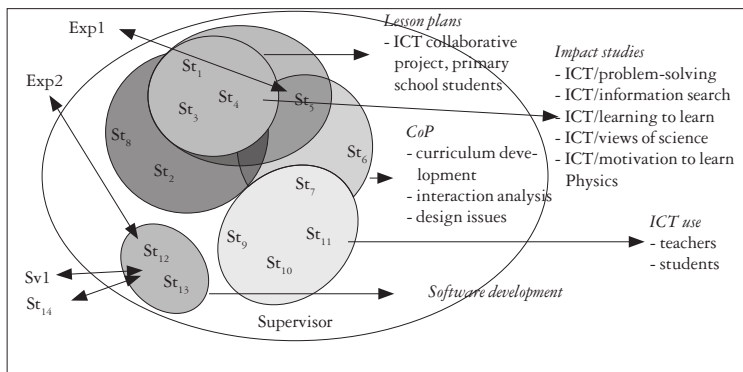 Exp1
Exp2
St1
St3
St4
St5
St8
St2
St6
St7
St9
St10
St11
St12
St13
Sv1
St14
Supervisor
Lesson plans
- ICT collaborative
project, primary
school students
CoP
- curriculum deve-
lopment
- interaction analysis
- design issues
Software development
Impact studies
- ICT/problem-solving
- ICT/information search
- ICT/learning to learn
- ICT/views of science
- ICT/motivation to learn
Physics
ICT use
- teachers
- students